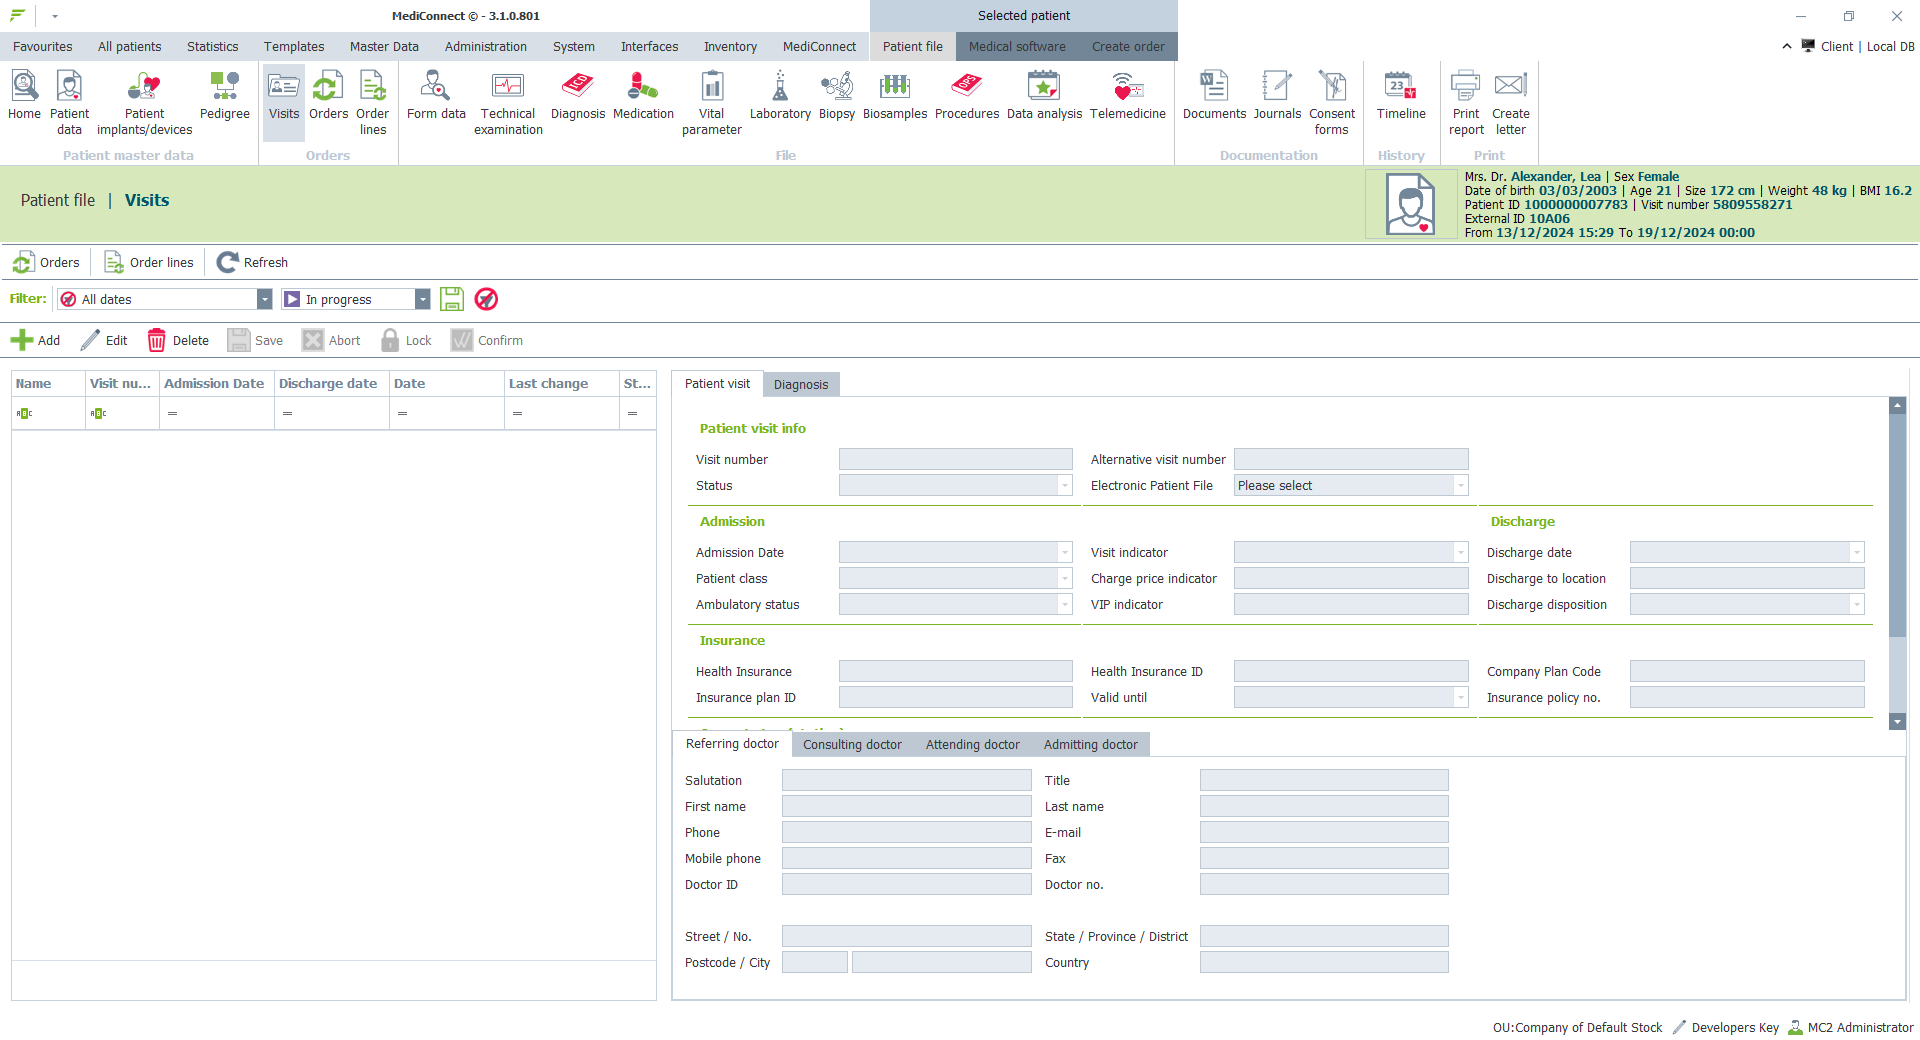 MediConnect © - 3.1.0.801
Selected patient
Favourites All patients Statistics Templates Master Data Administration System Interfaces Inventory MediConnect Patient file Medical software Create order Client | Local DB
Home Patient data Patient implants/devices Pedigree Visits Orders Order lines Form data Technical examination Diagnosis Medication Vital parameter Laboratory Biopsy Biosamples Procedures Data analysis Telemedicine Documents Journals Consent forms Timeline Print report Create letter
Patient master data Orders File Documentation History Print
Patient file | Visits
Mrs. Dr. Alexander, Lea | Sex Female
Date of birth 03/03/2003 | Age 21 | Size 172 cm | Weight 48 kg | BMI 16.2
Patient ID 1000000007783 | Visit number 5809558271
External ID 10A06
From 13/12/2024 15:29 To 19/12/2024 00:00
Orders Order lines Refresh
Filter: All dates In progress
Add Edit Delete Save Abort Lock Confirm
Name Visit nu... Admission Date Discharge date Date Last change St...
Patient visit Diagnosis
Patient visit info
Visit number Alternative visit number
Status Electronic Patient File Please select
Admission Discharge
Admission Date Visit indicator Discharge date
Patient class Charge price indicator Discharge to location
Ambulatory status VIP indicator Discharge disposition
Insurance
Health Insurance Health Insurance ID Company Plan Code
Insurance plan ID Valid until Insurance policy no.
Referring doctor Consulting doctor Attending doctor Admitting doctor
Salutation Title
First name Last name
Phone E-mail
Mobile phone Fax
Doctor ID Doctor no.
Street / No. State / Province / District
Postcode / City Country
OU:Company of Default Stock Developers Key MC2 Administrator